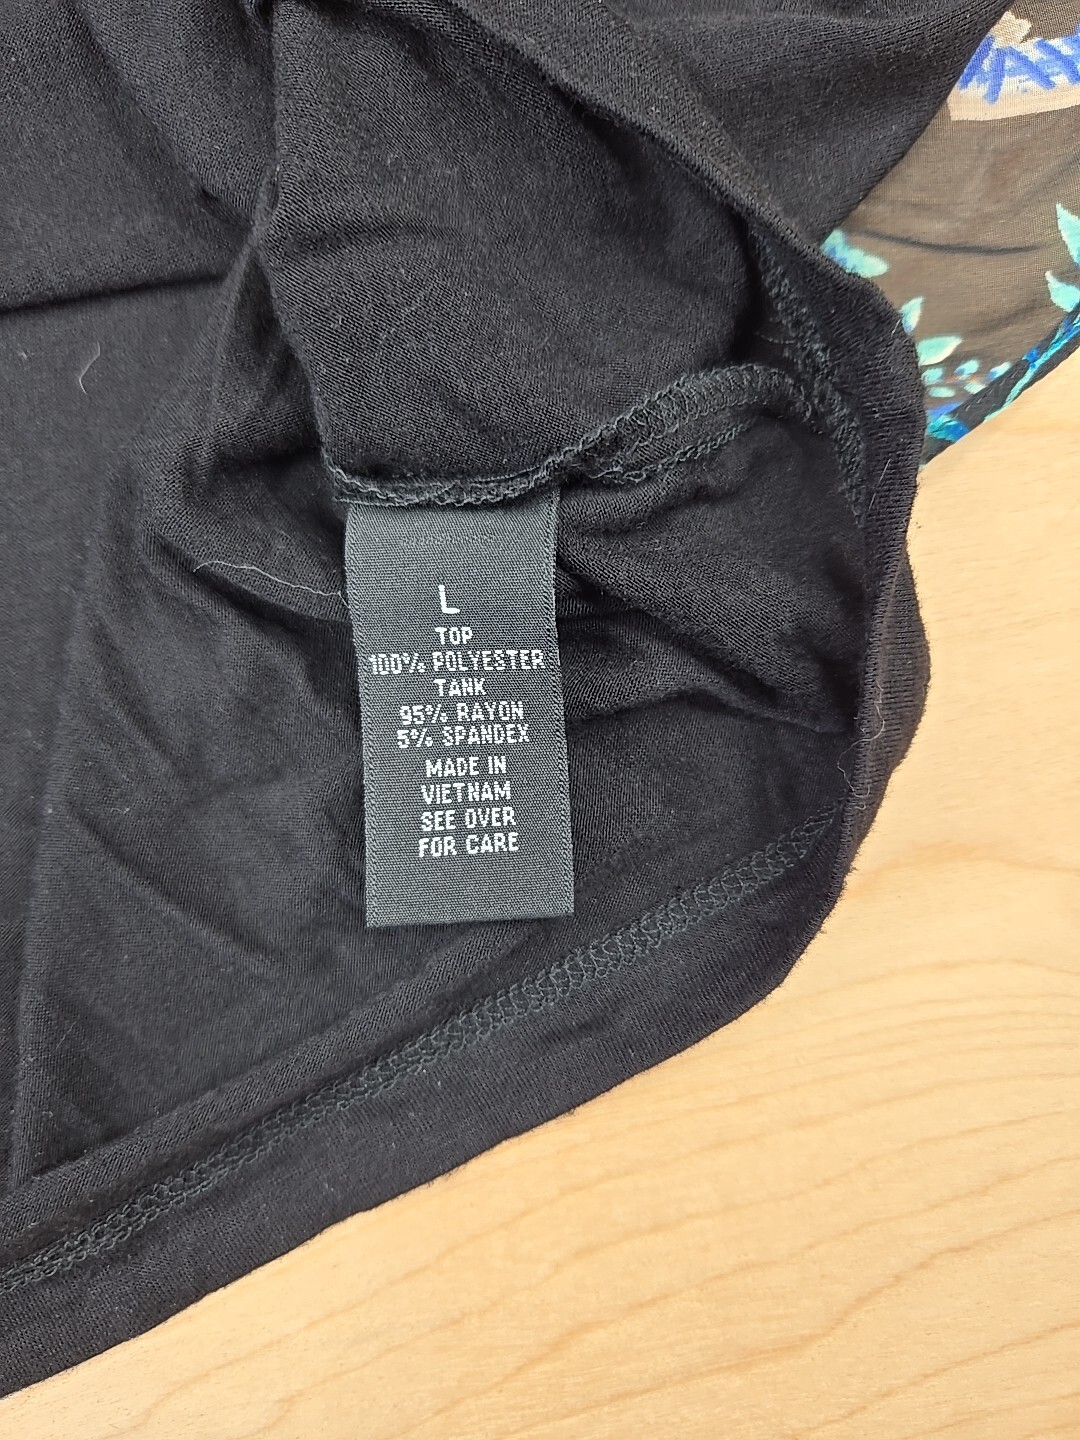 L
TOP
100% POLYESTER
TANK
95% RAYON
5% SPANDEX
MADE IN
VIETNAM
SEE OVER
FOR CARE